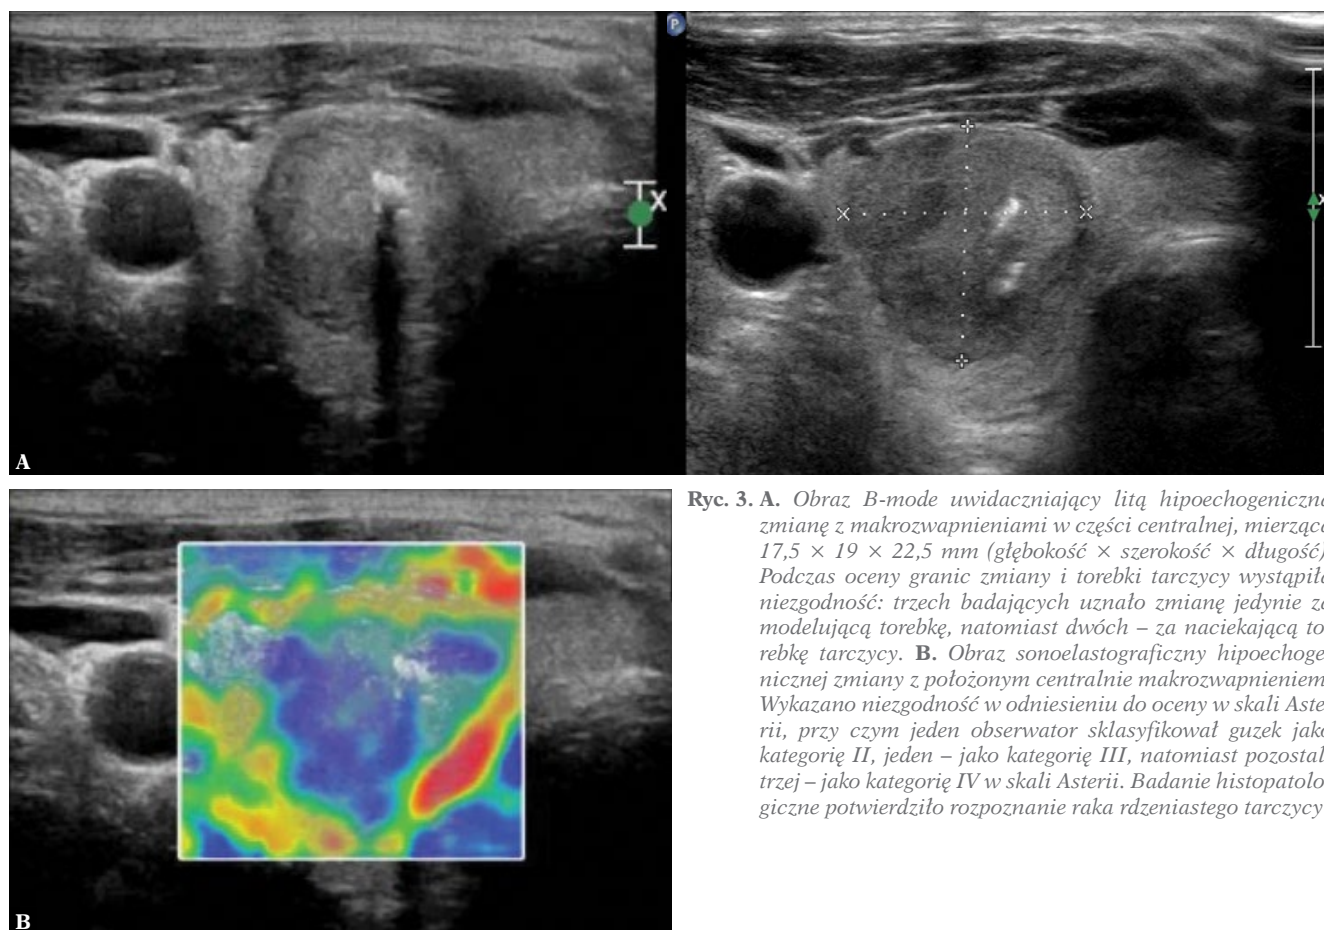 P
X
x
A
Ryc. 3. A. Obraz B-mode uwidaczniający litą hipoechogeniczną
zmianę z makrozwapnieniami w części centralnej, mierzącą
17,5 × 19 × 22,5 mm (głębokość × szerokość × długość)
Podczas oceny granic zmiany i torebki tarczycy wystąpiła
niezgodność: trzech badających uznało zmianę jedynie za
modelującą torebkę, natomiast dwóch – za naciekającą to
rebkę tarczycy. B. Obraz sonoelastograficzny hipoechoge
nicznej zmiany z położonym centralnie makrozwapnieniem
Wykazano niezgodność w odniesieniu do oceny w skali Aste
rii, przy czym jeden obserwator sklasyfikował guzek jako
kategorię II, jeden – jako kategorię III, natomiast pozostal
trzej – jako kategorię IV w skali Asterii. Badanie histopatolo
giczne potwierdziło rozpoznanie raka rdzeniastego tarczycy
B